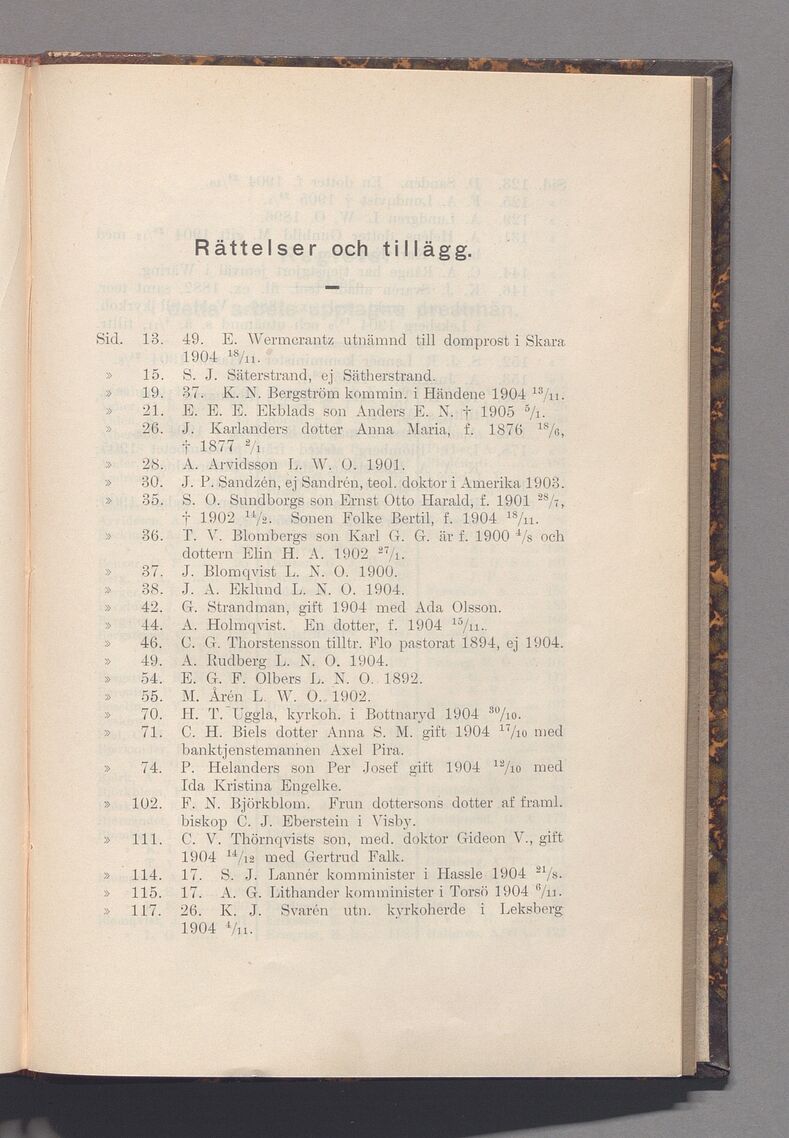 Rättelser och tillägg.
Sid. 13. 49. E. Wermcrantz utnämnd till domprost i Skara
1904 18/11.
» 15. S. J. Säterstrand, ej Sätherstrand.
» 19. 37. K. N. Bergström kommin. i Händene 1904 13/11.
» 21. E. E. E. Ekblads son Anders E. N. † 1905 5/1.
» 26. J. Karlanders dotter Anna Maria, f. 1876 18/6,
† 1877 2/1
» 28. A. Arvidsson L. W. O. 1901.
» 30. J. P. Sandzén, ej Sandrén, teol. doktor i Amerika 1903.
» 35. S. O. Sundborgs son Ernst Otto Harald, f. 1901 28/7,
† 1902 14/2. Sonen Folke Bertil, f. 1904 18/11.
» 36. T. V. Blombergs son Karl G. G. är f. 1900 4/8 och
dottern Elin H. A. 1902 27/1.
» 37. J. Blomqvist L. N. O. 1900.
» 38. J. A. Eklund L. N. O. 1904.
» 42. G. Strandman, gift 1904 med Ada Olsson.
» 44. A. Holmqvist. En dotter, f. 1904 15/11.
» 46. C. G. Thorstensson tilltr. Flo pastorat 1894, ej 1904.
» 49. A. Rudberg L. N. O. 1904.
» 54. E. G. F. Olbers L. N. O. 1892.
» 55. M. Årén L. W. O. 1902.
» 70. H. T. Uggla, kyrkoh. i Bottnaryd 1904 30/10.
» 71. C. H. Biels dotter Anna S. M. gift 1904 17/10 med
banktjenstemannen Axel Pira.
» 74. P. Helanders son Per Josef gift 1904 12/10 med
Ida Kristina Engelke.
» 102. F. N. Björkblom. Frun dottersons dotter af framl.
biskop C. J. Eberstein i Visby.
» 111. C. V. Thörnqvists son, med. doktor Gideon V., gift
1904 14/12 med Gertrud Falk.
» 114. 17. S. J. Lannér komminister i Hassle 1904 21/8.
» 115. 17. A. G. Lithander komminister i Torsö 1904 6/11.
» 117. 26. K. J. Svarén utn. kyrkoherde i Leksberg
1904 4/11.